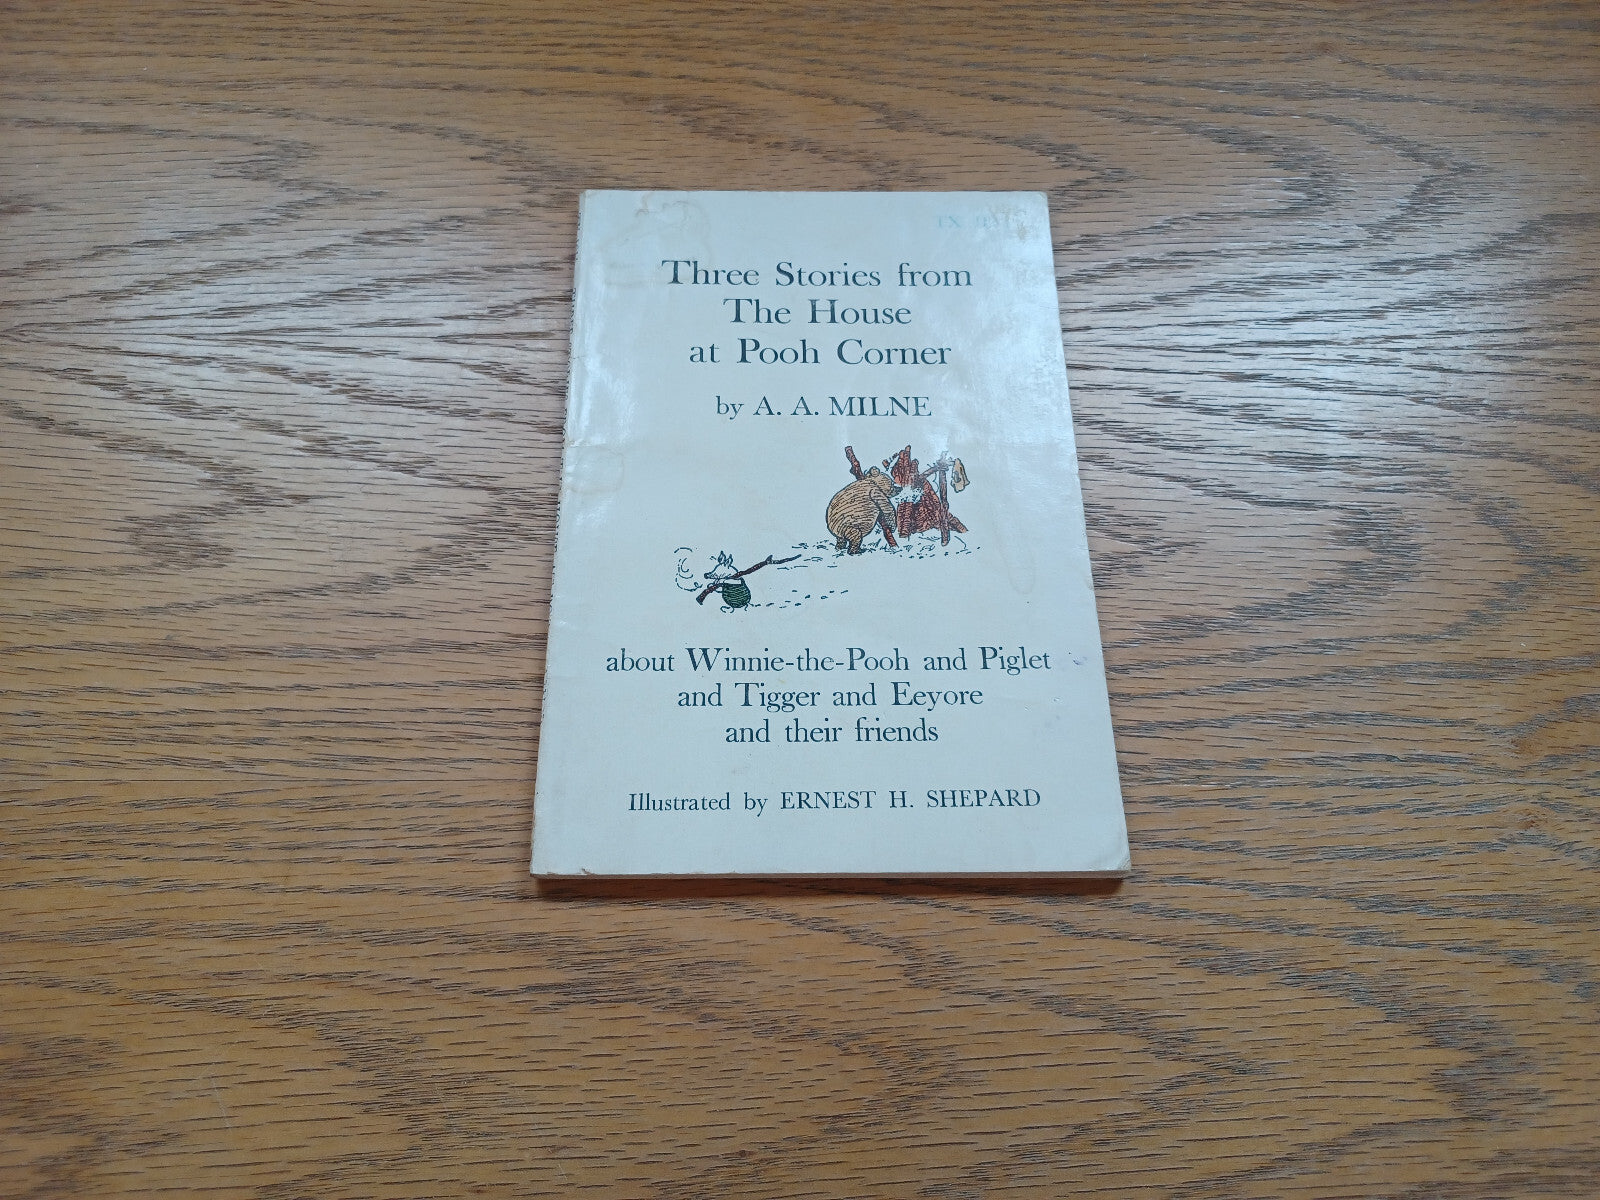 Three Stories from
The House
at Pooh Corner
by A. A. MILNE
about Winnie-the-Pooh and Piglet
and Tigger and Eeyore
and their friends
Illustrated by ERNEST H. SHEPARD